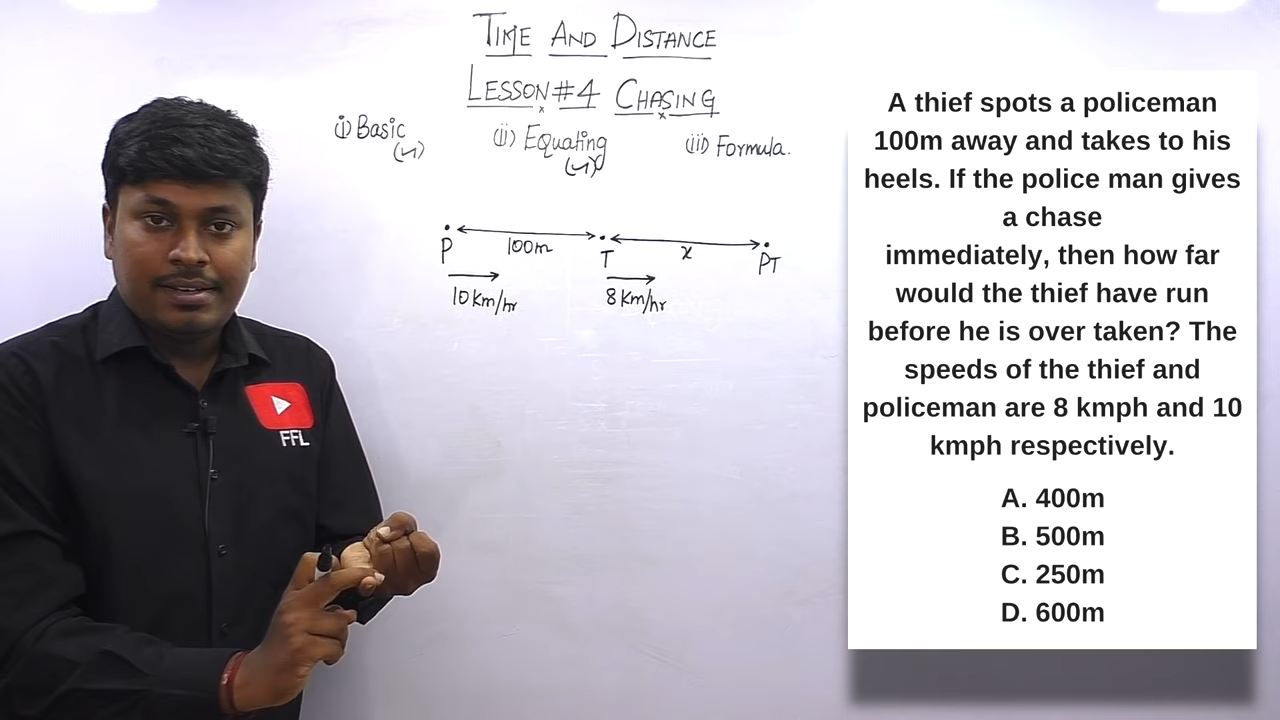 TIME AND DISTANCE
LESSON #4 CHASING
(i) Basic
(ii) Equating
(iii) Formula.
100m
x
P
T
PT
10 Km/hr
8 Km/hr
FFL
A thief spots a policeman
100m away and takes to his
heels. If the police man gives
a chase
immediately, then how far
would the thief have run
before he is over taken? The
speeds of the thief and
policeman are 8 kmph and 10
kmph respectively.
A. 400m
B. 500m
C. 250m
D. 600m